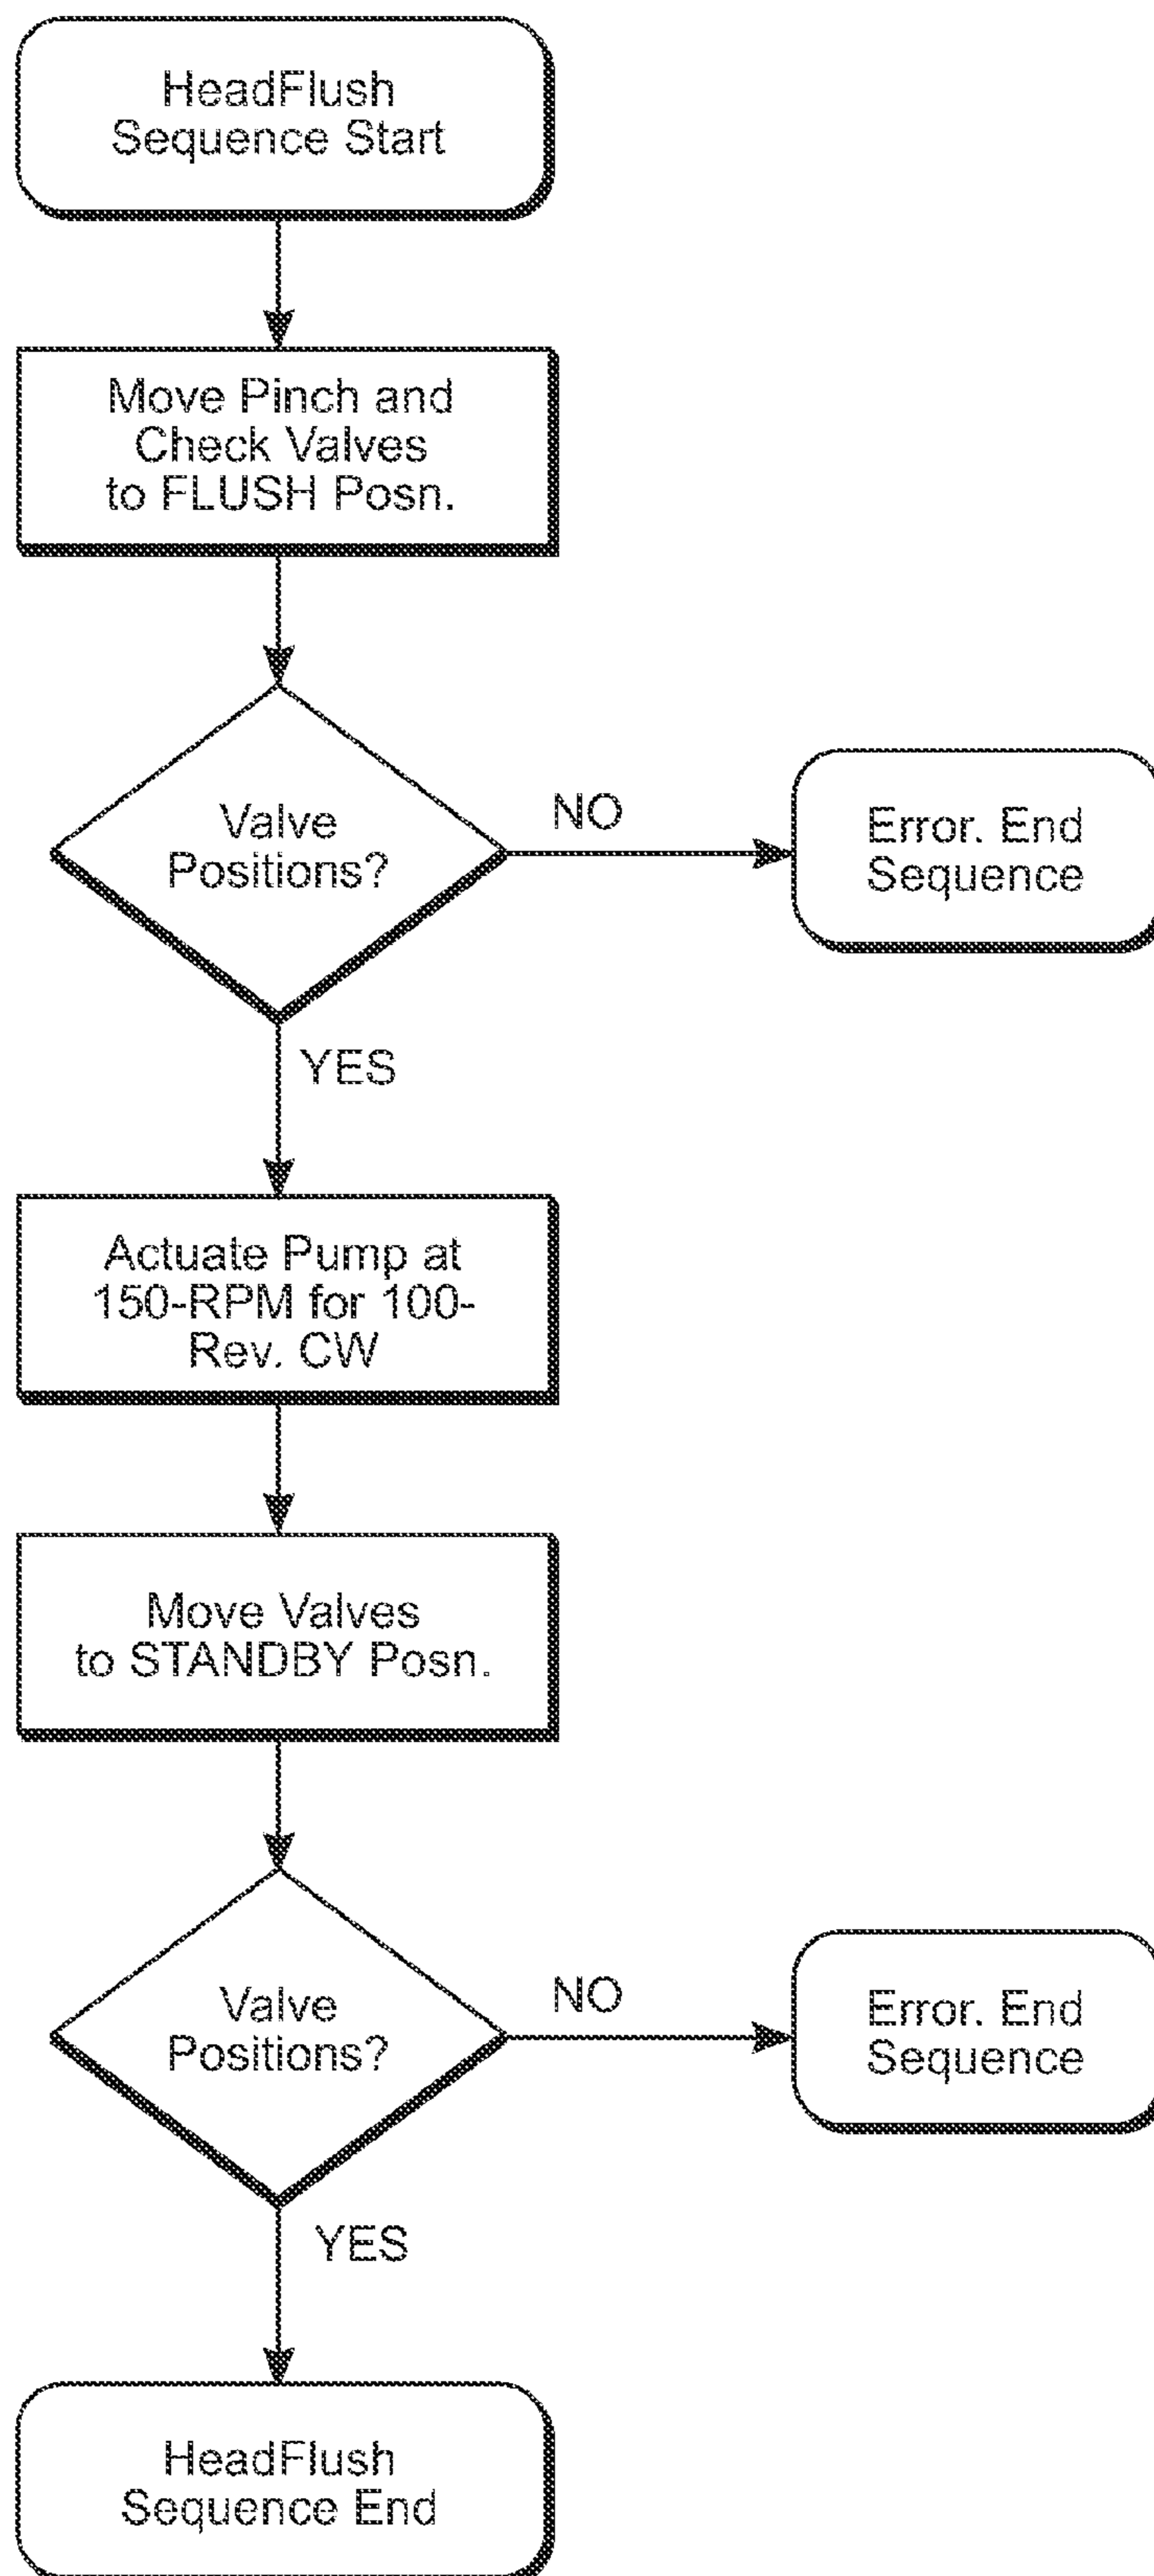 HeadFlush
Sequence Start
Move Pinch and
Check Valves
to FLUSH Posn.
Valve
Positions?
NO
Error. End
Sequence
YES
Actuate Pump at
150-RPM for 100-
Rev. CW
Move Valves
to STANDBY Posn.
Valve
Positions?
NO
Error. End
Sequence
YES
HeadFlush
Sequence End